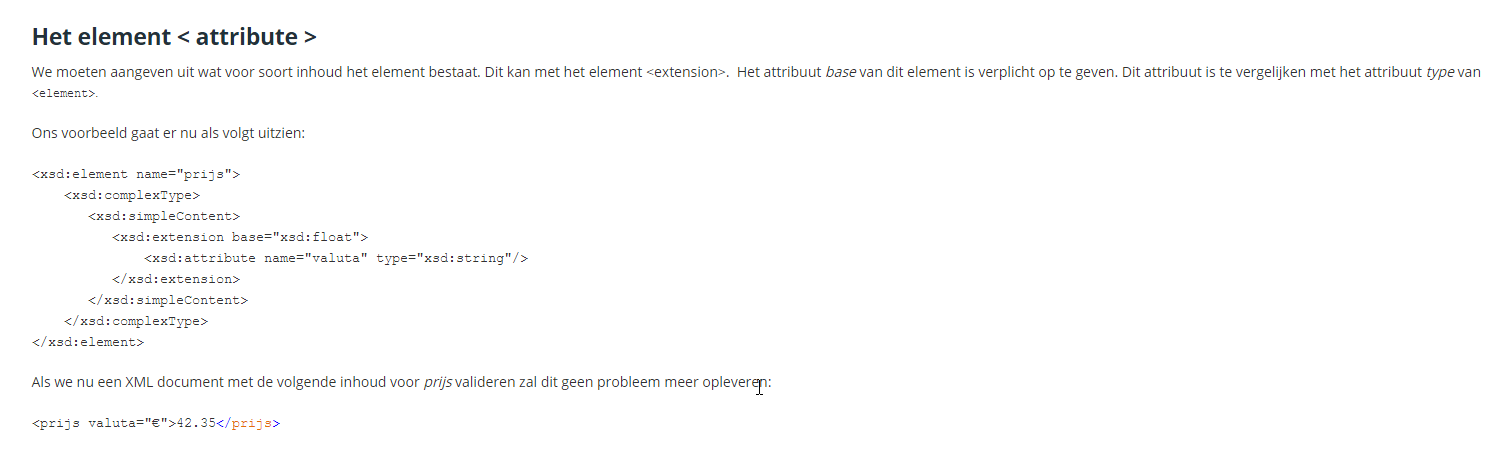 Het element < attribute >
We moeten aangeven uit wat voor soort inhoud het element bestaat. Dit kan met het element <extension>.  Het attribuut base van dit element is verplicht op te geven. Dit attribuut is te vergelijken met het attribuut type van
<element>.
Ons voorbeeld gaat er nu als volgt uitzien:
<xsd:element name="prijs">
    <xsd:complexType>
       <xsd:simpleContent>
          <xsd:extension base="xsd:float">
              <xsd:attribute name="valuta" type="xsd:string"/>
          </xsd:extension>
       </xsd:simpleContent>
    </xsd:complexType>
</xsd:element>
Als we nu een XML document met de volgende inhoud voor prijs valideren zal dit geen probleem meer opleveren:
<prijs valuta="€">42.35</prijs>